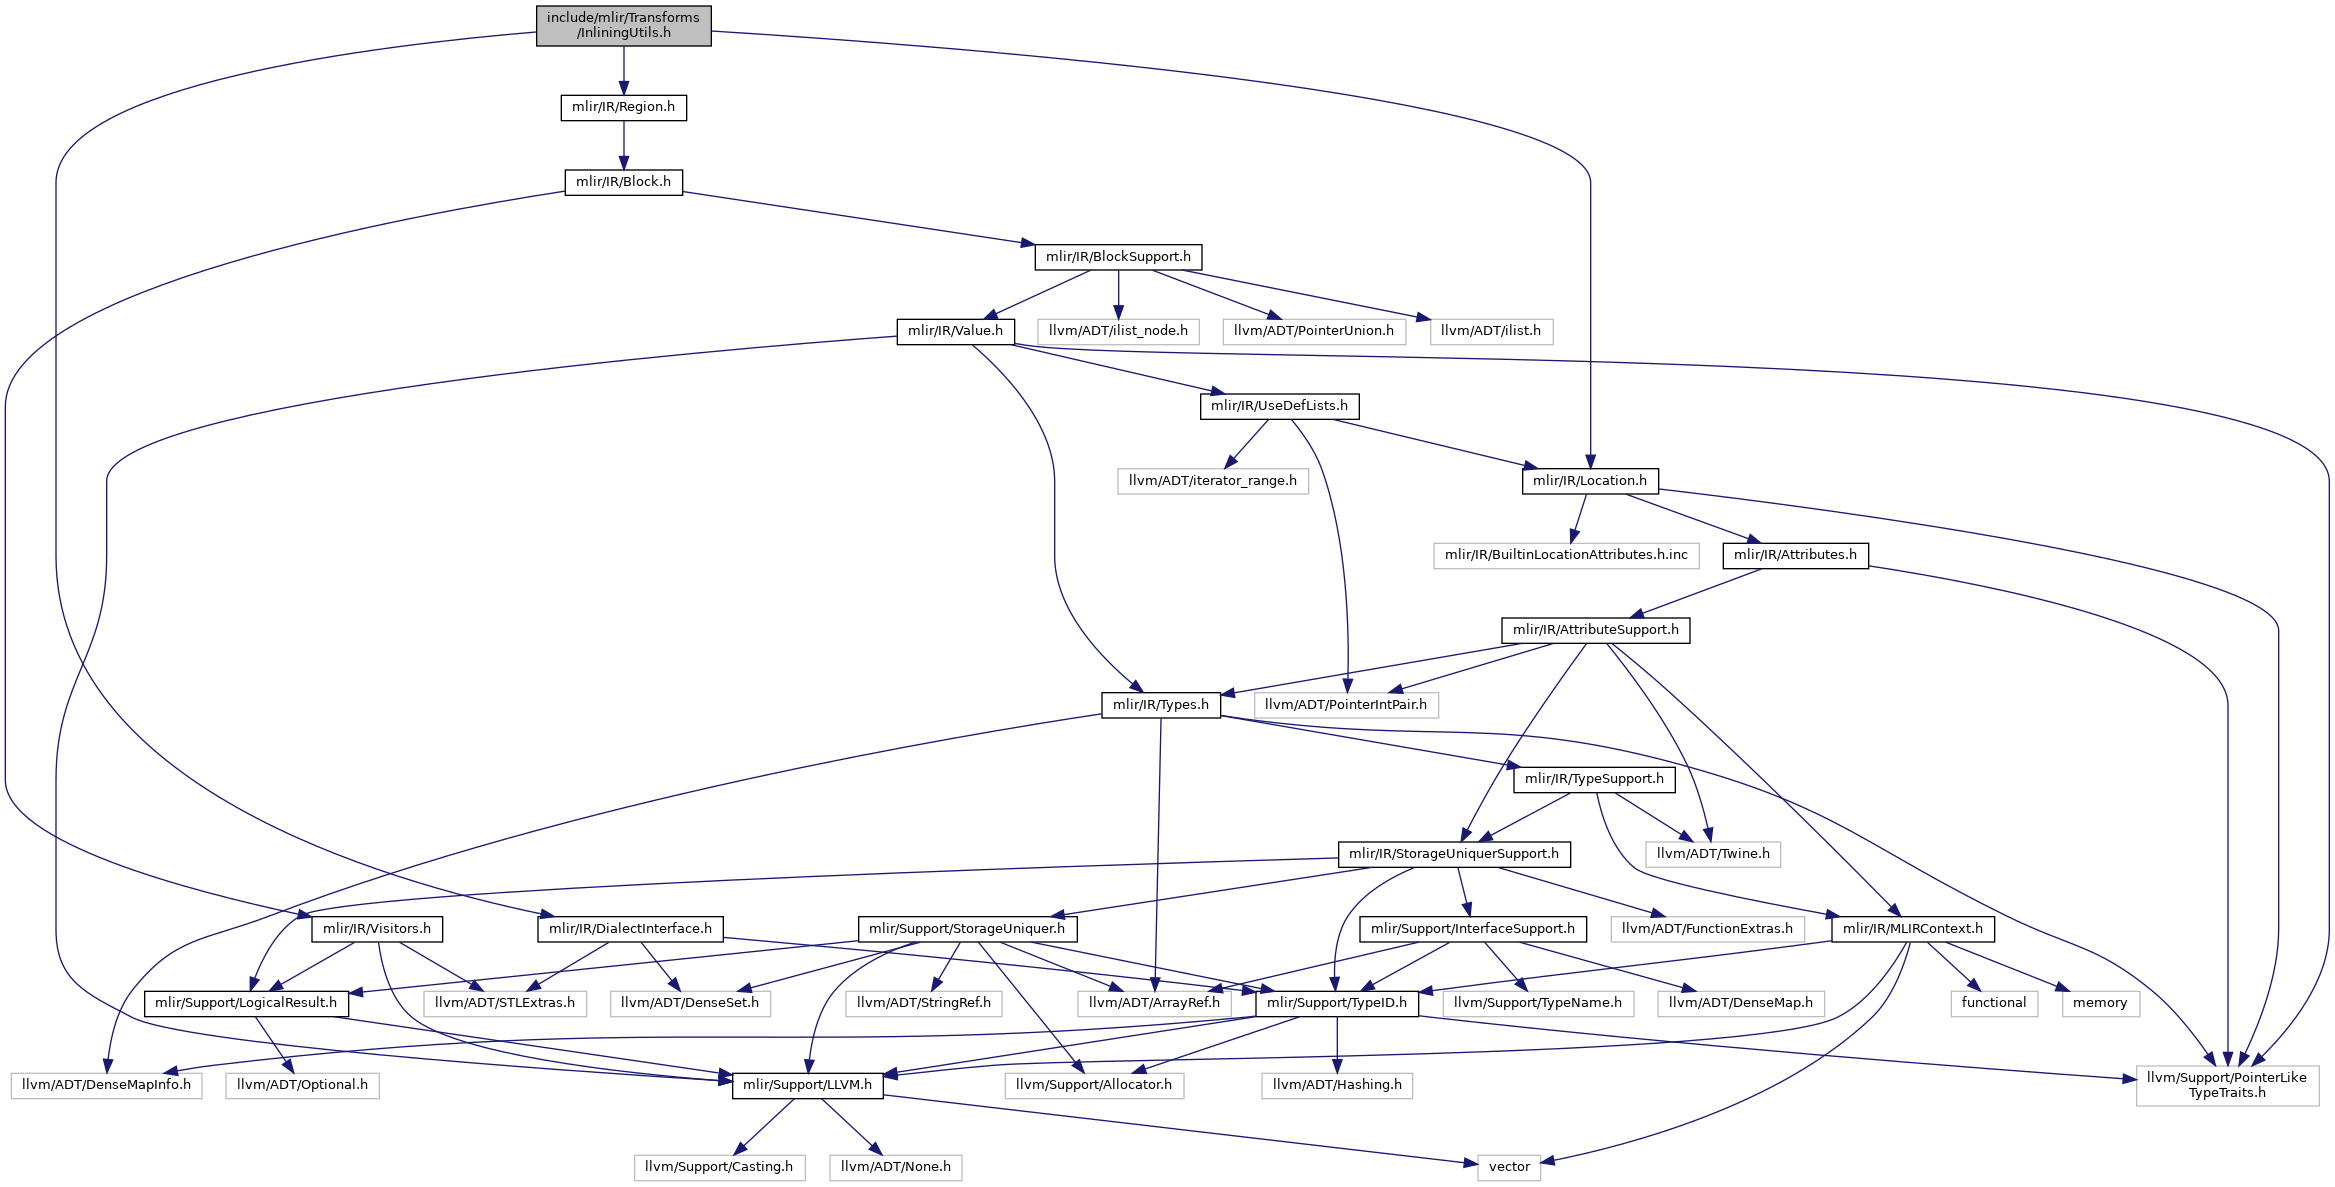 include/mlir/Transforms
/InliningUtils.h
mlir/IR/Region.h
mlir/IR/Block.h
mlir/IR/BlockSupport.h
mlir/IR/Value.h
llvm/ADT/ilist_node.h
llvm/ADT/PointerUnion.h
llvm/ADT/ilist.h
mlir/IR/UseDefLists.h
llvm/ADT/iterator_range.h
mlir/IR/Location.h
mlir/IR/BuiltinLocationAttributes.h.inc
mlir/IR/Attributes.h
mlir/IR/AttributeSupport.h
mlir/IR/Types.h
llvm/ADT/PointerIntPair.h
mlir/IR/TypeSupport.h
mlir/IR/StorageUniquerSupport.h
llvm/ADT/Twine.h
mlir/IR/Visitors.h
mlir/IR/DialectInterface.h
mlir/Support/StorageUniquer.h
mlir/Support/InterfaceSupport.h
llvm/ADT/FunctionExtras.h
mlir/IR/MLIRContext.h
mlir/Support/LogicalResult.h
llvm/ADT/STLExtras.h
llvm/ADT/DenseSet.h
llvm/ADT/StringRef.h
llvm/ADT/ArrayRef.h
mlir/Support/TypeID.h
llvm/Support/TypeName.h
llvm/ADT/DenseMap.h
functional
memory
llvm/ADT/DenseMapInfo.h
llvm/ADT/Optional.h
mlir/Support/LLVM.h
llvm/Support/Allocator.h
llvm/ADT/Hashing.h
llvm/Support/PointerLike
TypeTraits.h
llvm/Support/Casting.h
llvm/ADT/None.h
vector